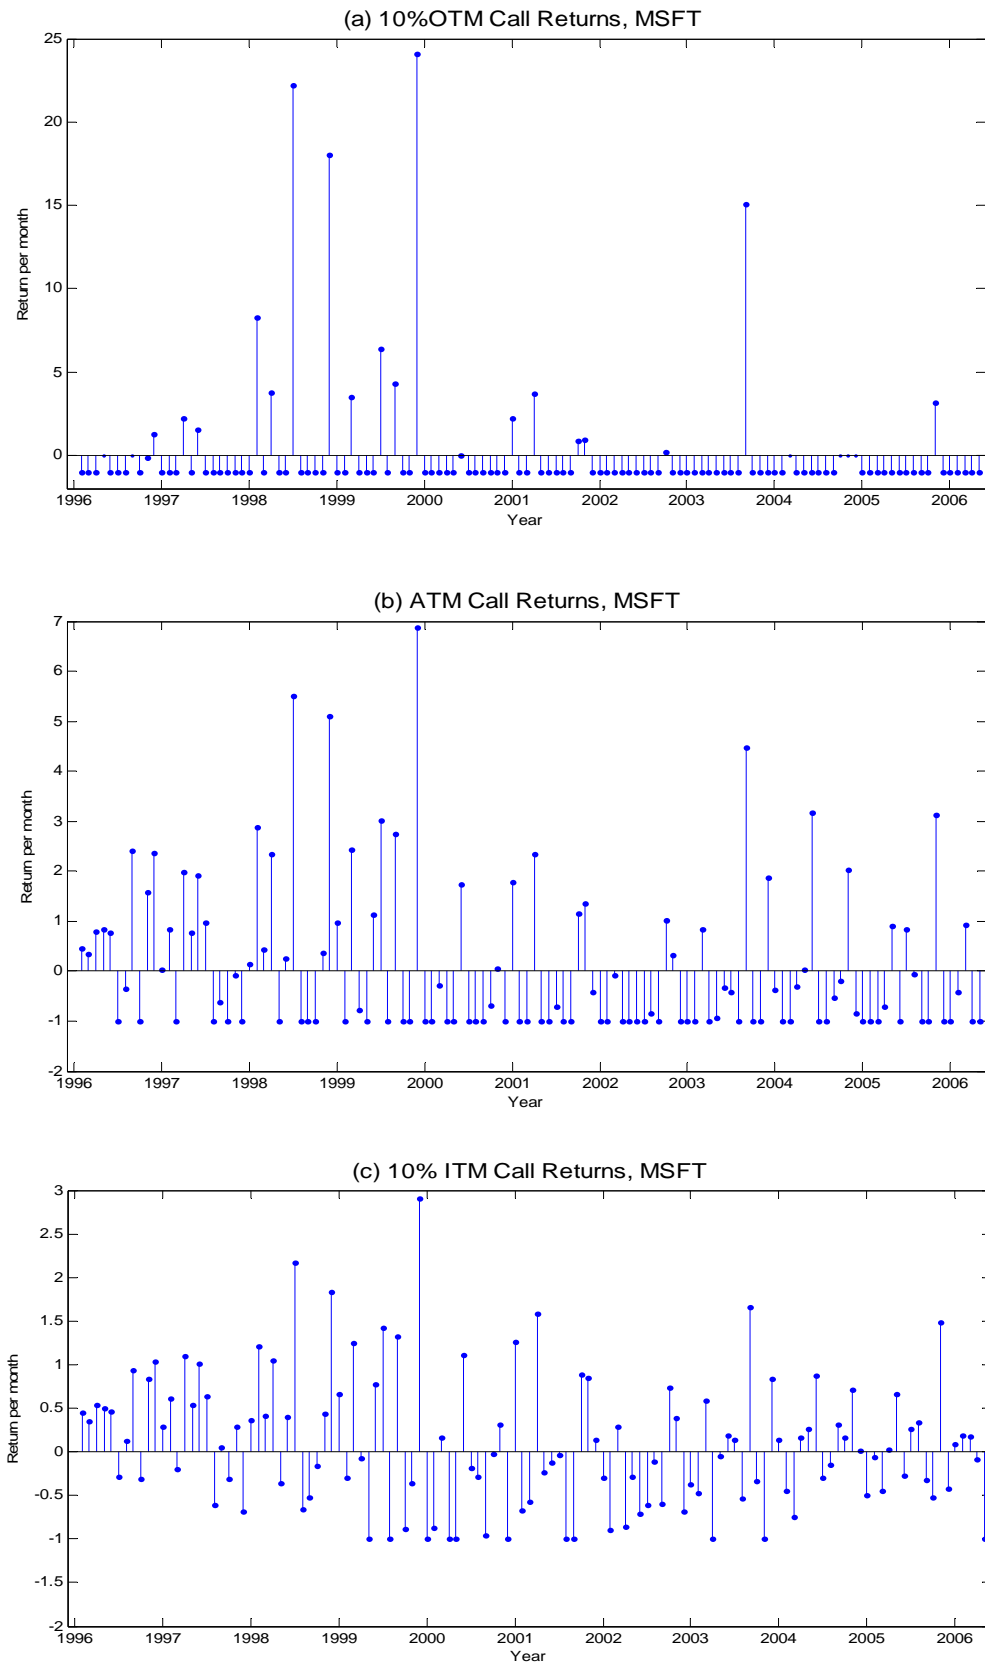 (a) 10%OTM Call Returns, MSFT
25
20
15
10
5
0
Return per month
1996 1997 1998 1999 2000 2001 2002 2003 2004 2005 2006
Year
(b) ATM Call Returns, MSFT
7
6
5
4
3
2
1
0
-1
-2
Return per month
1996 1997 1998 1999 2000 2001 2002 2003 2004 2005 2006
Year
(c) 10% ITM Call Returns, MSFT
3
2.5
2
1.5
1
0.5
0
-0.5
-1
-1.5
-2
Return per month
1996 1997 1998 1999 2000 2001 2002 2003 2004 2005 2006
Year